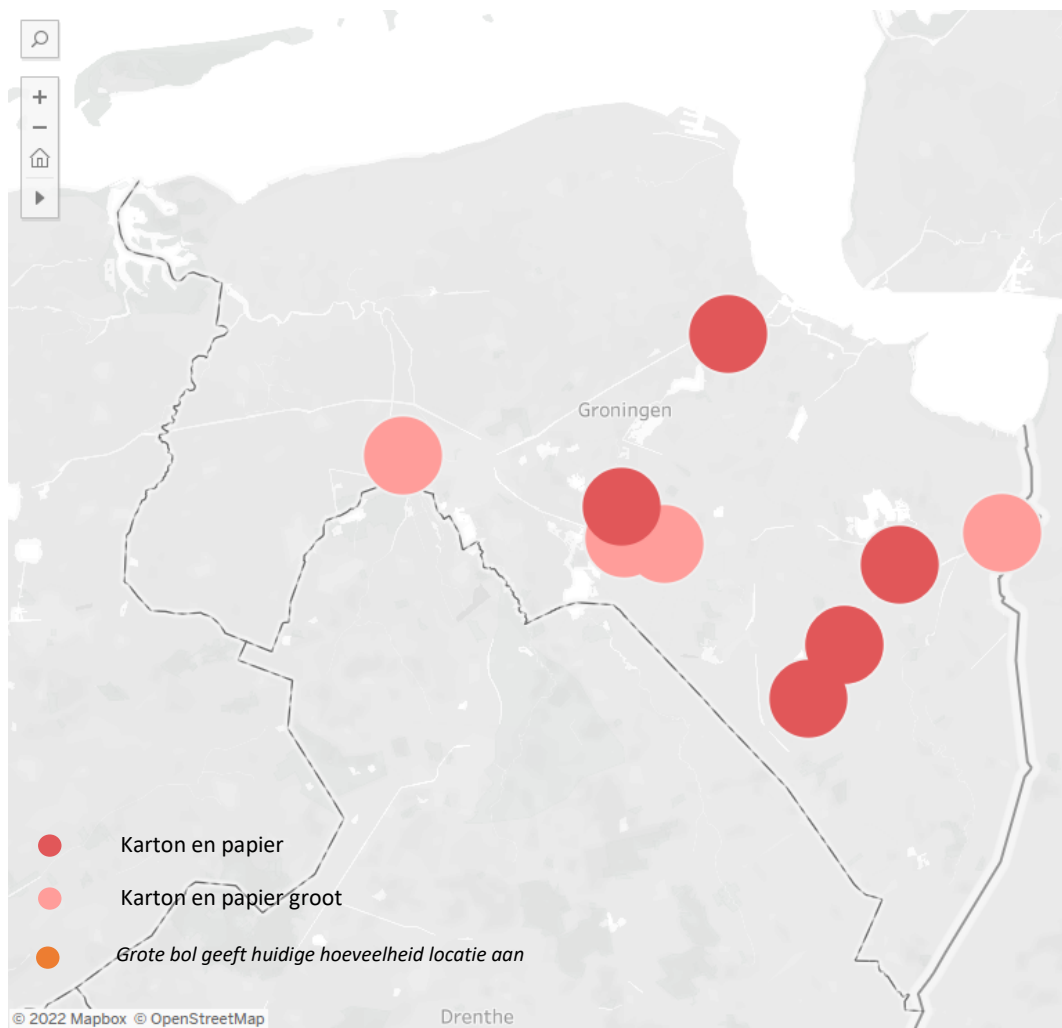 Groningen
Karton en papier
Karton en papier groot
Grote bol geeft huidige hoeveelheid locatie aan
© 2022 Mapbox © OpenStreetMap
Drenthe